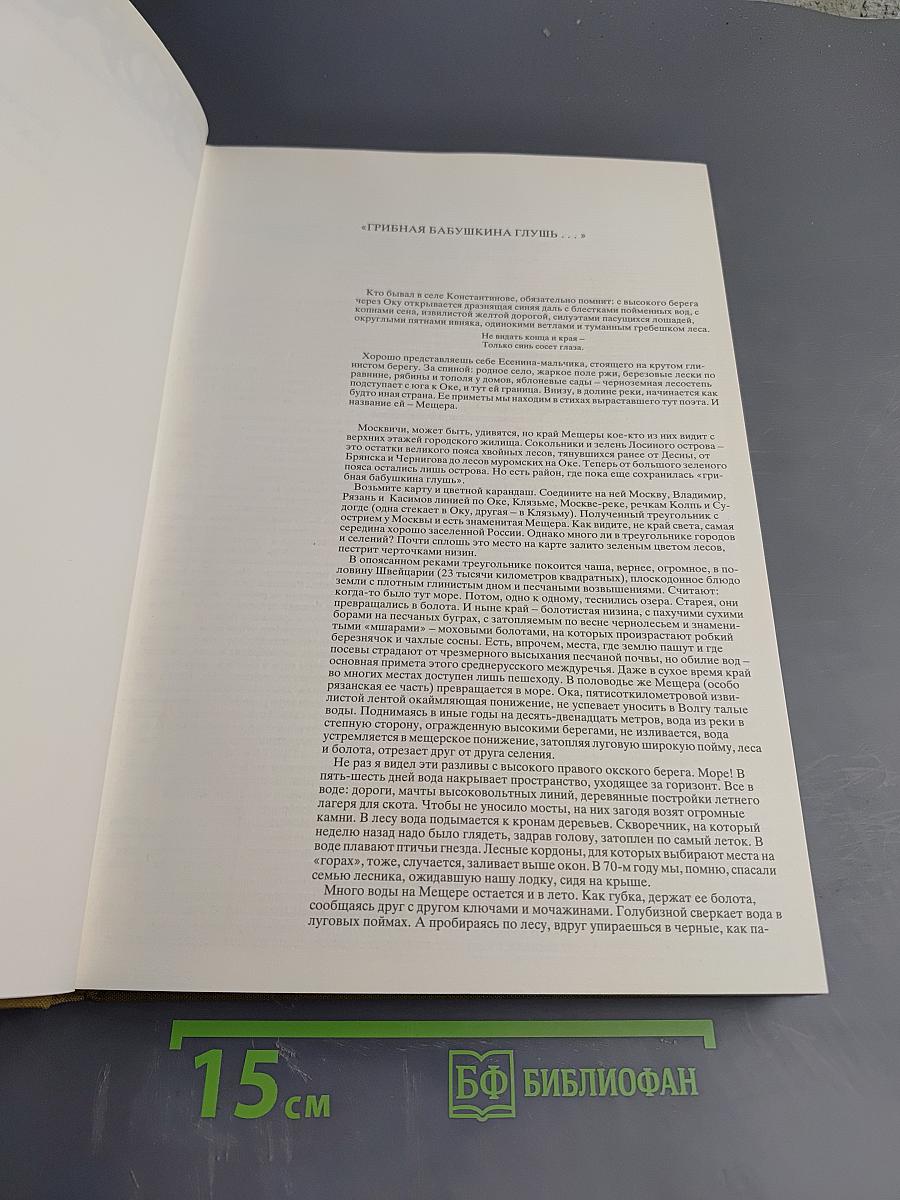 «ГРИБНАЯ БАБУШКИНА ГЛУШЬ . . . »
Кто бывал в селе Константинове, обязательно помнит: с высокого берега
через Оку открывается дразнящая синяя даль с блестками пойменных вод, с
копнами сена, извилистой желтой дорогой, силуэтами пасущихся лошадей,
округлыми пятнами ивняка, одинокими ветлами и туманным гребешком леса.
Не видать конца и края –
Только синь сосет глаза.
Хорошо представляешь себе Есенина-мальчика, стоящего на крутом гли-
нистом берегу. За спиной: родное село, жаркое поле ржи, березовые лески по
равнине, рябины и тополя у домов, яблоневые сады – черноземная лесостепь
подступает с юга к Оке, и тут ей граница. Внизу, в долине реки, начинается как
будто иная страна. Ее приметы мы находим в стихах выраставшего тут поэта. И
название ей – Мещера.
Москвичи, может быть, удивятся, но край Мещеры кое-кто из них видит с
верхних этажей городского жилища. Сокольники и зелень Лосиного острова –
это остатки великого пояса хвойных лесов, тянувшихся ранее от Десны, от
Брянска и Чернигова до лесов муромских на Оке. Теперь от большого зеленого
пояса остались лишь острова. Но есть район, где пока еще сохранилась «гри-
бная бабушкина глушь».
Возьмите карту и цветной карандаш. Соедините на ней Москву, Владимир,
Рязань и Касимов линией по Оке, Клязьме, Москве-реке, речкам Колпь и Су-
догде (одна стекает в Оку, другая – в Клязьму). Полученный треугольник с
острием у Москвы и есть знаменитая Мещера. Как видите, не край света, самая
середина хорошо заселенной России. Однако много ли в треугольнике городов
и селений? Почти сплошь это место на карте залито зеленым цветом лесов,
пестрит черточками низин.
В опоясанном реками треугольнике покоится чаша, вернее, огромное, в по-
ловину Швейцарии (23 тысячи километров квадратных), плоскодонное блюдо
земли с плотным глинистым дном и песчаными возвышениями. Считают:
когда-то было тут море. Потом, одно к одному, теснились озера. Старея, они
превращались в болота. И ныне край – болотистая низина, с пахучими сухими
борами на песчаных буграх, с затопляемым по весне чернолесьем и знамени-
тыми «мшарами» – моховыми болотами, на которых произрастают робкий
березнячок и чахлые сосны. Есть, впрочем, места, где землю пашут и где
посевы страдают от чрезмерного высыхания песчаной почвы, но обилие вод –
основная примета этого среднерусского междуречья. Даже в сухое время край
во многих местах доступен лишь пешеходу. В половодье же Мещера (особо
рязанская ее часть) превращается в море. Ока, пятисоткилометровой изви-
листой лентой окаймляющая понижение, не успевает уносить в Волгу талые
воды. Поднимаясь в иные годы на десять-двенадцать метров, вода из реки в
степную сторону, огражденную высокими берегами, не изливается, вода
устремляется в мещерское понижение, затопляя луговую широкую пойму, леса
и болота, отрезает друг от друга селения.
Не раз я видел эти разливы с высокого правого окского берега. Море! В
пять-шесть дней вода накрывает пространство, уходящее за горизонт. Все в
воде: дороги, мачты высоковольтных линий, деревянные постройки летнего
лагеря для скота. Чтобы не уносило мосты, на них загодя возят огромные
камни. В лесу вода подымается к кронам деревьев. Скворечник, на который
неделю назад надо было глядеть, задрав голову, затоплен по самый леток. В
воде плавают птичьи гнезда. Лесные кордоны, для которых выбирают места на
«горах», тоже, случается, заливает выше окон. В 70-м году мы, помню, спасали
семью лесника, ожидавшую нашу лодку, сидя на крыше.
Много воды на Мещере остается и в лето. Как губка, держат ее болота,
сообщаясь друг с другом ключами и мочажинами. Голубизной сверкает вода в
луговых поймах. А пробираясь по лесу, вдруг упираешься в черные, как па-
15 см
БФ БИБЛИОФАН